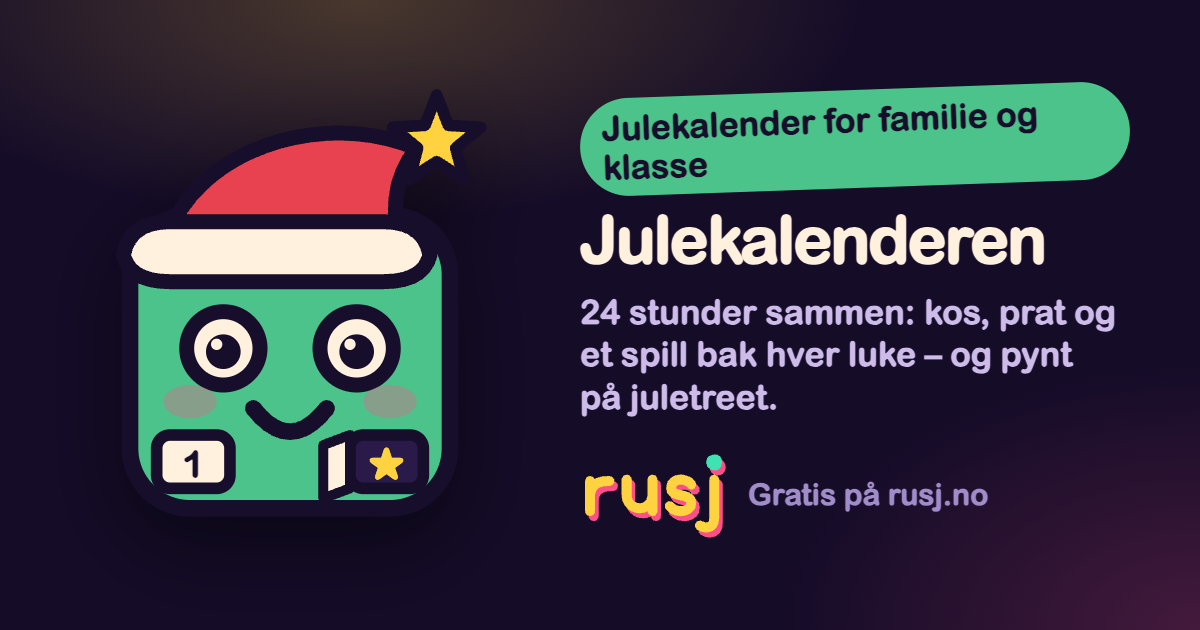 Julekalender for familie og
klasse
Julekalenderen
24 stunder sammen: kos, prat og
et spill bak hver luke – og pynt
på juletreet.
1
rusj
Gratis på rusj.no